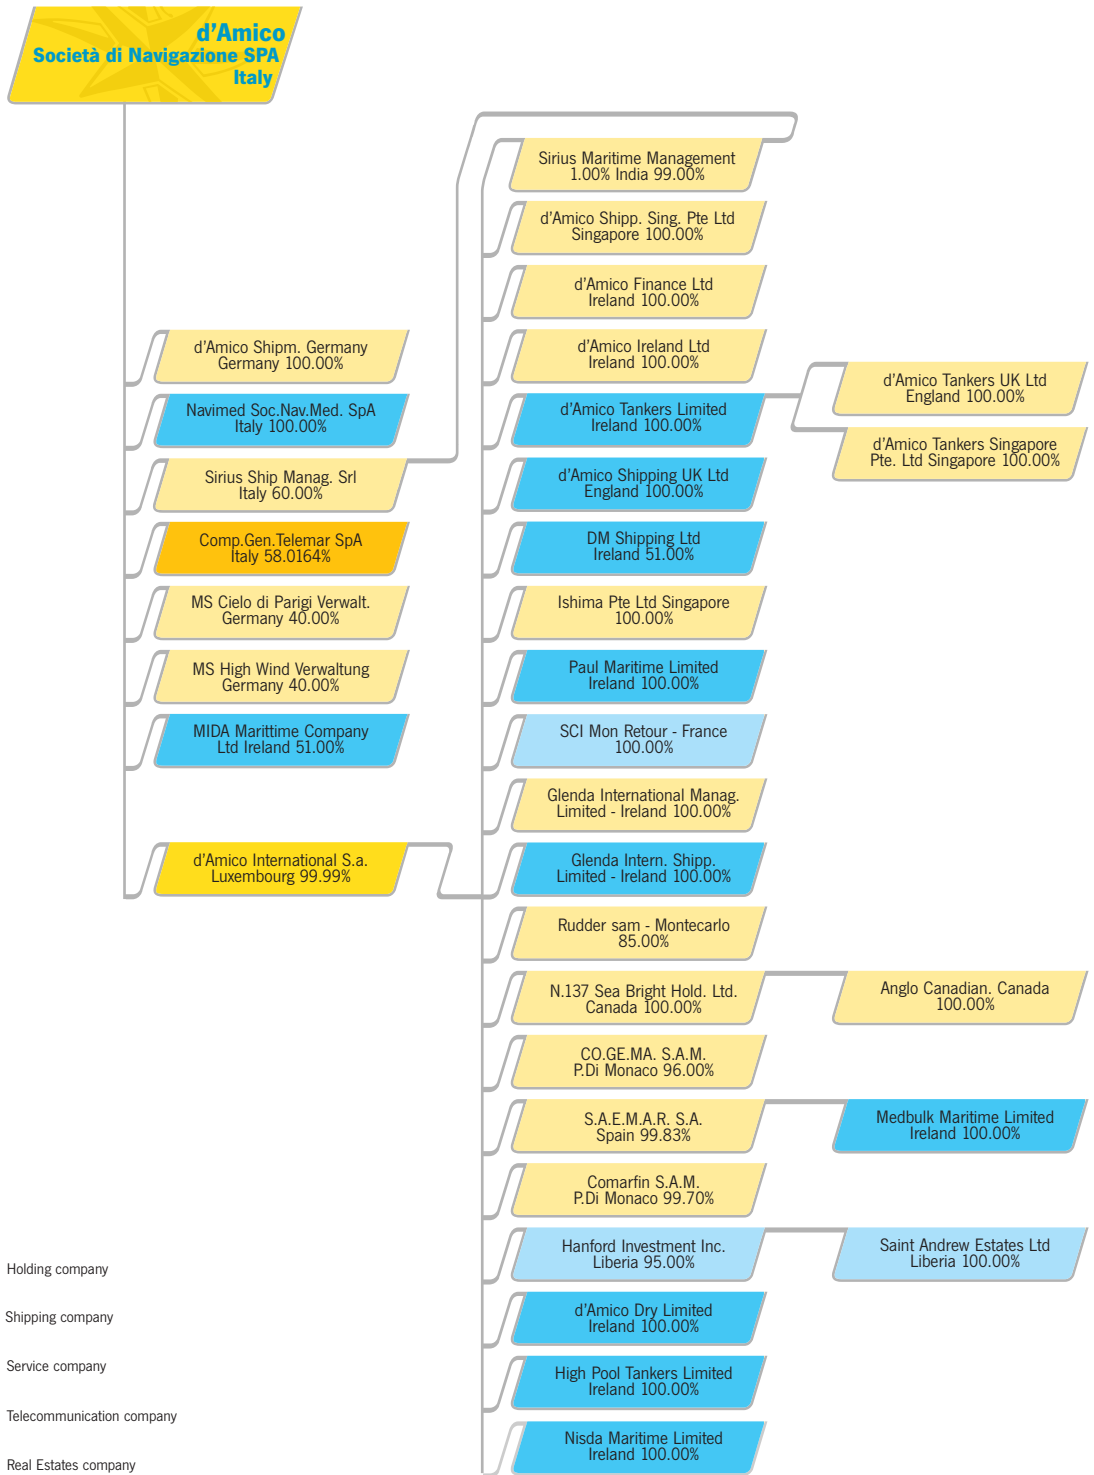 d'Amico
Società di Navigazione SPA
Italy
d'Amico Shipm. Germany
Germany 100.00%
Navimed Soc.Nav.Med. SpA
Italy 100.00%
Sirius Ship Manag. Srl
Italy 60.00%
Comp.Gen.Telemar SpA
Italy 58.0164%
MS Cielo di Parigi Verwalt.
Germany 40.00%
MS High Wind Verwaltung
Germany 40.00%
MIDA Marittime Company
Ltd Ireland 51.00%
d'Amico International S.a.
Luxembourg 99.99%
Sirius Maritime Management
1.00% India 99.00%
d'Amico Shipp. Sing. Pte Ltd
Singapore 100.00%
d'Amico Finance Ltd
Ireland 100.00%
d'Amico Ireland Ltd
Ireland 100.00%
d'Amico Tankers Limited
Ireland 100.00%
d'Amico Tankers UK Ltd
England 100.00%
d'Amico Tankers Singapore
Pte. Ltd Singapore 100.00%
d'Amico Shipping UK Ltd
England 100.00%
DM Shipping Ltd
Ireland 51.00%
Ishima Pte Ltd Singapore
100.00%
Paul Maritime Limited
Ireland 100.00%
SCI Mon Retour - France
100.00%
Glenda International Manag.
Limited - Ireland 100.00%
Glenda Intern. Shipp.
Limited - Ireland 100.00%
Rudder sam - Montecarlo
85.00%
N.137 Sea Bright Hold. Ltd.
Canada 100.00%
Anglo Canadian. Canada
100.00%
CO.GE.MA. S.A.M.
P.Di Monaco 96.00%
S.A.E.M.A.R. S.A.
Spain 99.83%
Medbulk Maritime Limited
Ireland 100.00%
Comarfin S.A.M.
P.Di Monaco 99.70%
Hanford Investment Inc.
Liberia 95.00%
Saint Andrew Estates Ltd
Liberia 100.00%
d'Amico Dry Limited
Ireland 100.00%
High Pool Tankers Limited
Ireland 100.00%
Nisda Maritime Limited
Ireland 100.00%
Holding company
Shipping company
Service company
Telecommunication company
Real Estates company